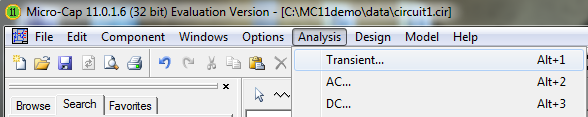 Micro-Cap 11.0.1.6 (32 bit) Evaluation Version - [C:\MC11demo\data\circuit1.cir]
File Edit Component Windows Options Analysis Design Model Help
Transient... Alt+1
AC... Alt+2
DC... Alt+3
Browse Search Favorites